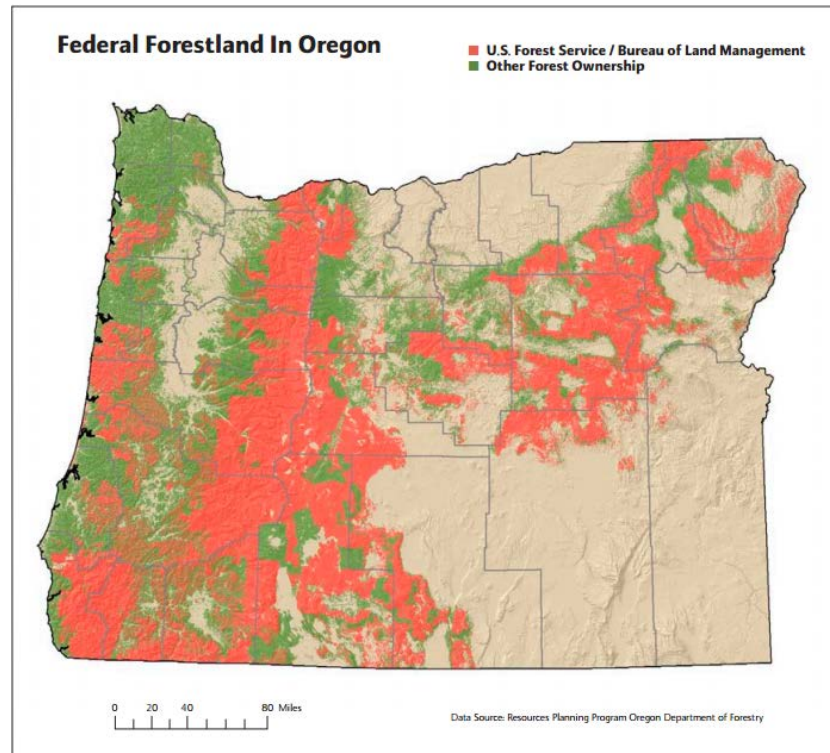 Federal Forestland In Oregon
U.S. Forest Service / Bureau of Land Management
Other Forest Ownership
0 20 40 80 Miles
Data Source: Resources Planning Program Oregon Department of Forestry